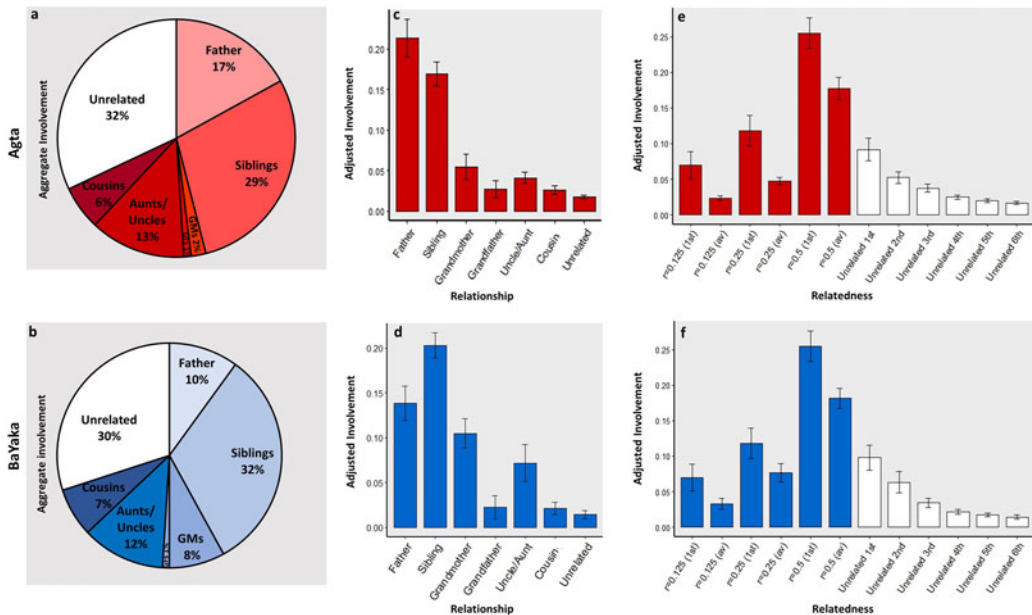 Agta
a
Aggregate Involvement
Father
17%
Siblings
29%
GMs 2%
Aunts/
Uncles
13%
Cousins
6%
Unrelated
32%
c
Adjusted Involvement
0.20
0.15
0.10
0.05
0.00
Father
Sibling
Grandmother
Grandfather
Uncle/Aunt
Cousin
Unrelated
Relationship
e
Adjusted Involvement
0.25
0.20
0.15
0.10
0.05
0.00
r=0.125 (1st)
r=0.125 (av)
r=0.25 (1st)
r=0.25 (av)
r=0.5 (1st)
r=0.5 (av)
Unrelated 1st
Unrelated 2nd
Unrelated 3rd
Unrelated 4th
Unrelated 5th
Unrelated 6th
Relatedness
BaYaka
b
Aggregate Involvement
Father
10%
Siblings
32%
GMs
8%
Aunts/
Uncles
12%
Cousins
7%
Unrelated
30%
d
Adjusted Involvement
0.20
0.15
0.10
0.05
0.00
Father
Sibling
Grandmother
Grandfather
Uncle/Aunt
Cousin
Unrelated
Relationship
f
Adjusted Involvement
0.25
0.20
0.15
0.10
0.05
0.00
r=0.125 (1st)
r=0.125 (av)
r=0.25 (1st)
r=0.25 (av)
r=0.5 (1st)
r=0.5 (av)
Unrelated 1st
Unrelated 2nd
Unrelated 3rd
Unrelated 4th
Unrelated 5th
Unrelated 6th
Relatedness